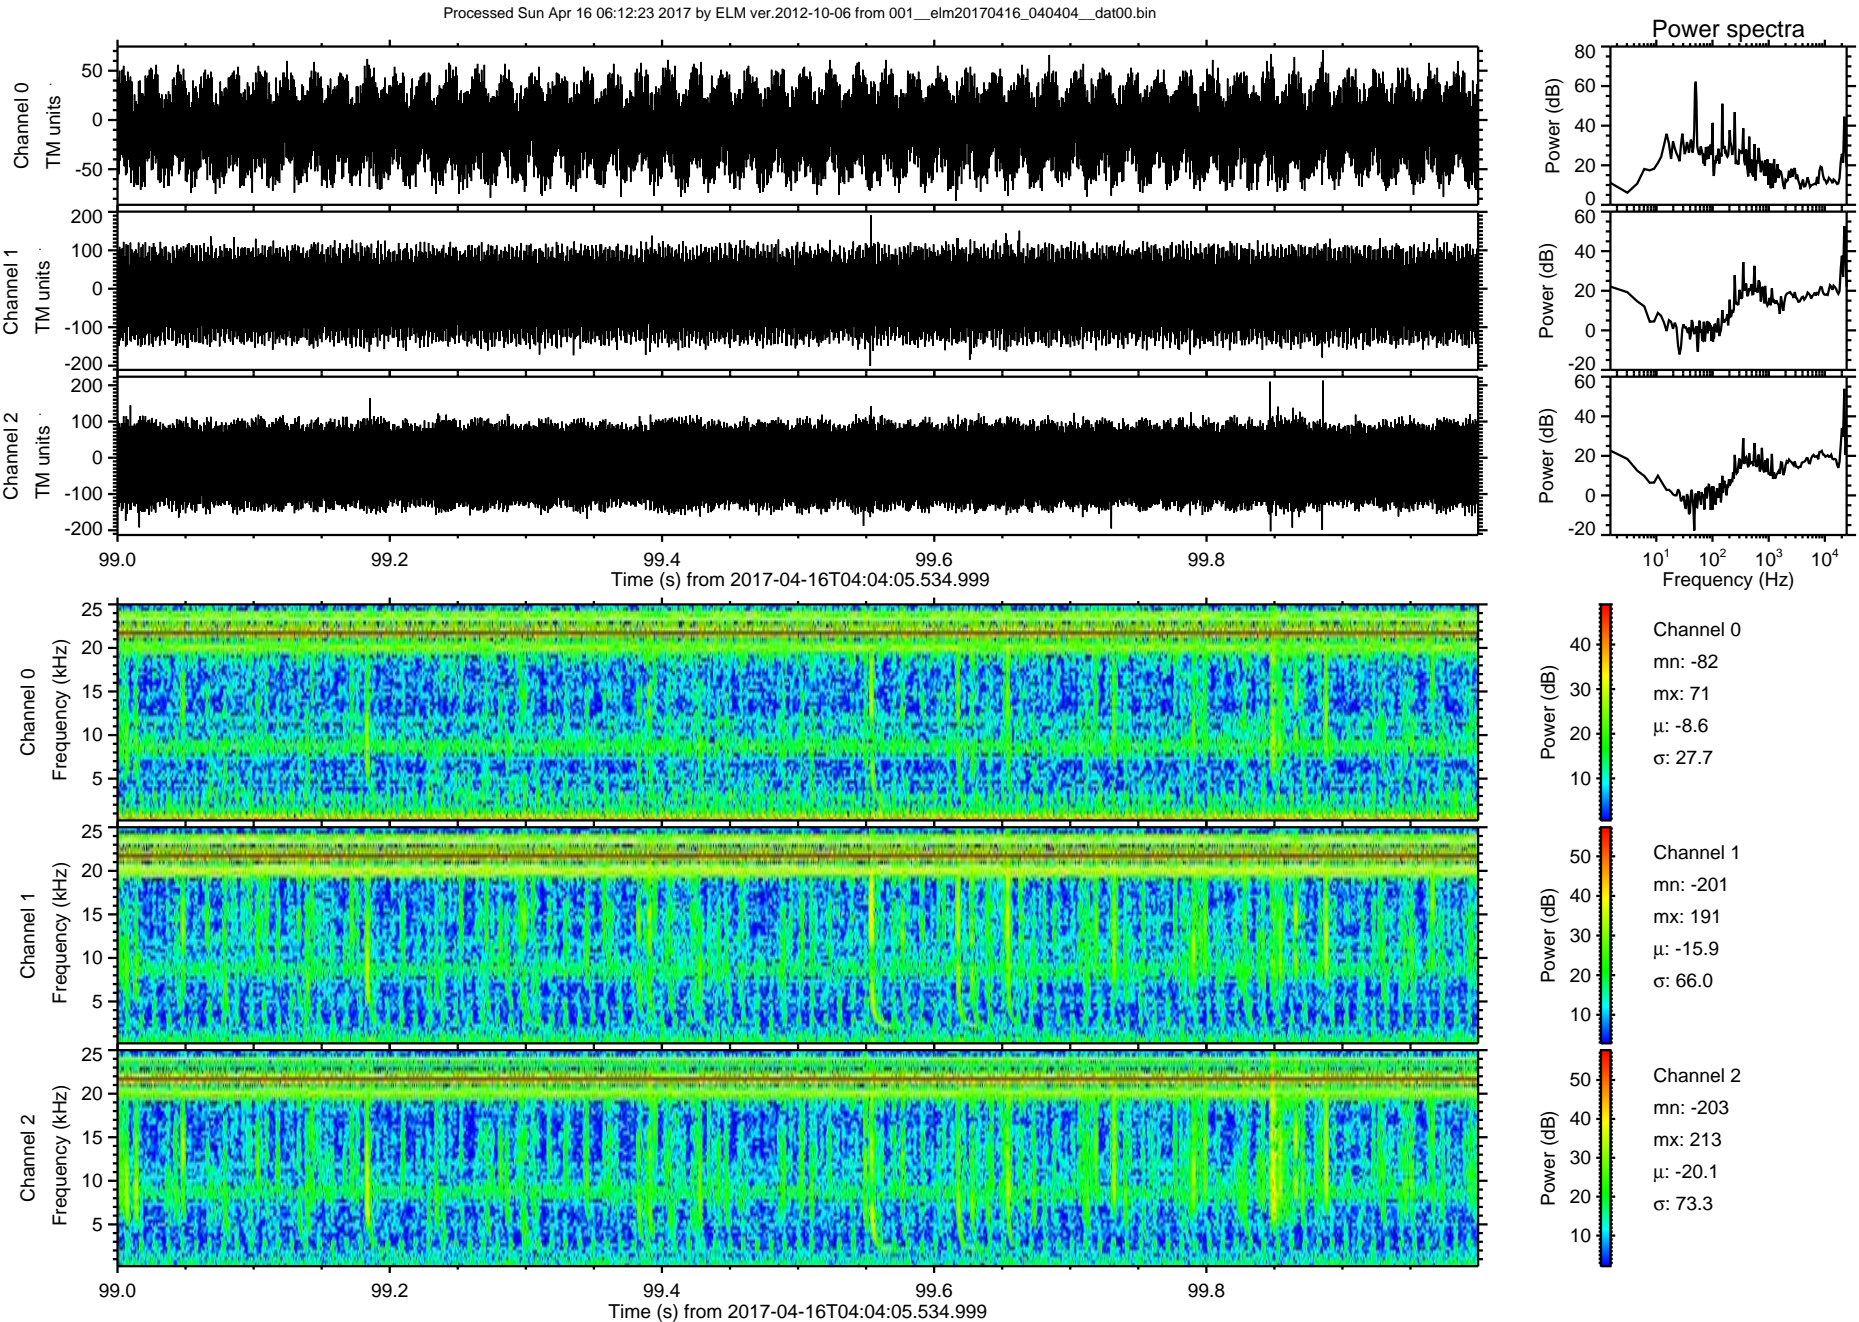 Processed Sun Apr 16 06:12:23 2017 by ELM ver.2012-10-06 from 001__elm20170416_040404__dat00.bin
Power spectra
Channel 0
TM units
50
0
-50
Power (dB)
80
60
40
20
0
Channel 1
TM units
200
100
0
-100
-200
Power (dB)
60
40
20
0
-20
Channel 2
TM units
200
100
0
-100
-200
Power (dB)
60
40
20
0
-20
99.0 99.2 99.4 99.6 99.8
Time (s) from 2017-04-16T04:04:05.534.999
10¹ 10² 10³ 10⁴
Frequency (Hz)
Channel 0
Frequency (kHz)
25
20
15
10
5
Power (dB)
40
30
20
10
Channel 0
mn: -82
mx: 71
µ: -8.6
σ: 27.7
Channel 1
Frequency (kHz)
25
20
15
10
5
Power (dB)
50
40
30
20
10
Channel 1
mn: -201
mx: 191
µ: -15.9
σ: 66.0
Channel 2
Frequency (kHz)
25
20
15
10
5
Power (dB)
50
40
30
20
10
Channel 2
mn: -203
mx: 213
µ: -20.1
σ: 73.3
99.0 99.2 99.4 99.6 99.8
Time (s) from 2017-04-16T04:04:05.534.999